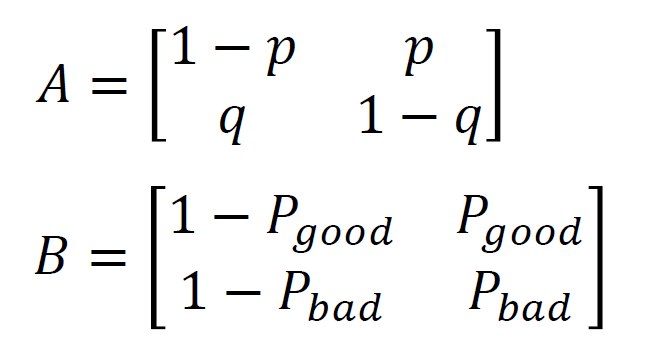 A = [1 − p p
q 1 − q]
B = [1 − P_good P_good
1 − P_bad P_bad]